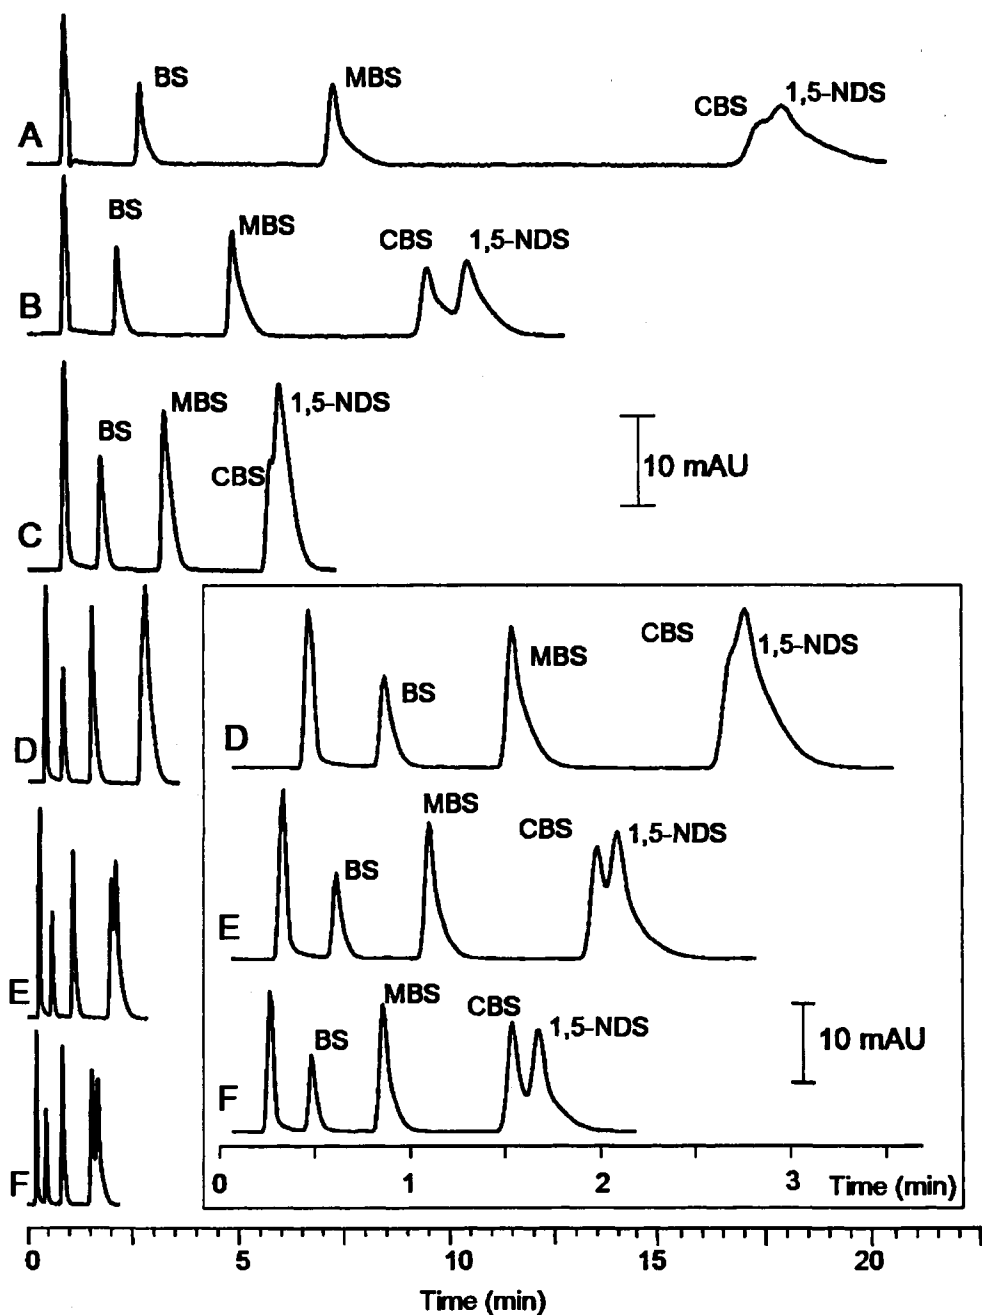 A BS MBS CBS 1,5-NDS
B BS MBS CBS 1,5-NDS
C BS MBS CBS 1,5-NDS
10 mAU
D
D BS MBS CBS 1,5-NDS
E
E BS MBS CBS 1,5-NDS
F
F BS MBS CBS 1,5-NDS
10 mAU
0 1 2 3 Time (min)
0 5 10 15 20
Time (min)